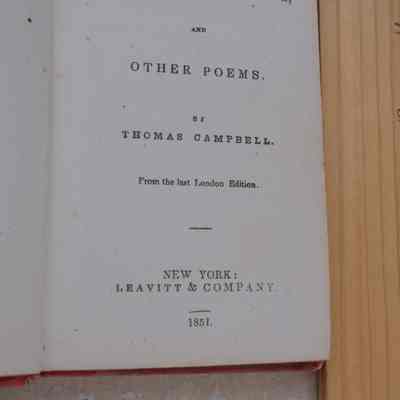 AND
OTHER POEMS.
BY
THOMAS CAMPBELL.
From the last London Edition.
NEW YORK:
LEAVITT & COMPANY.
1851.